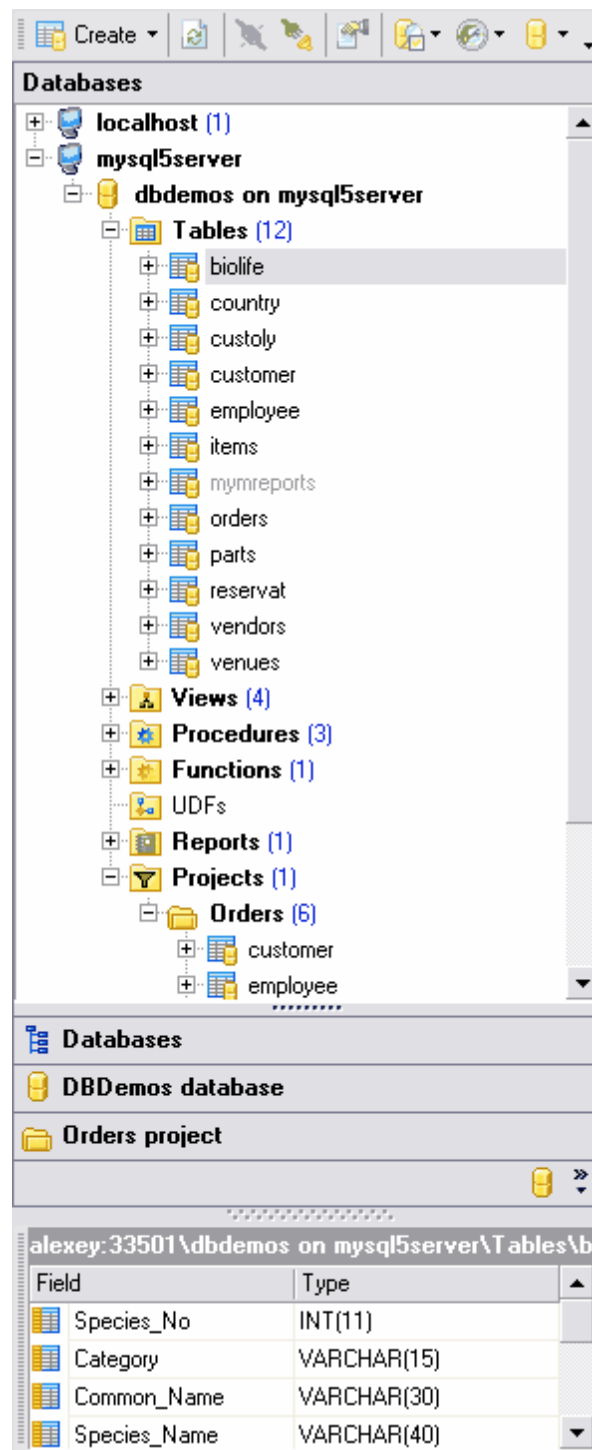 Create
Databases
localhost (1)
mysql5server
dbdemos on mysql5server
Tables (12)
biolife
country
custoly
customer
employee
items
mymreports
orders
parts
reservat
vendors
venues
Views (4)
Procedures (3)
Functions (1)
UDFs
Reports (1)
Projects (1)
Orders (6)
customer
employee
Databases
DBDemos database
Orders project
alexey:33501\dbdemos on mysql5server\Tables\b
Field Type
Species_No INT(11)
Category VARCHAR(15)
Common_Name VARCHAR(30)
Species_Name VARCHAR(40)